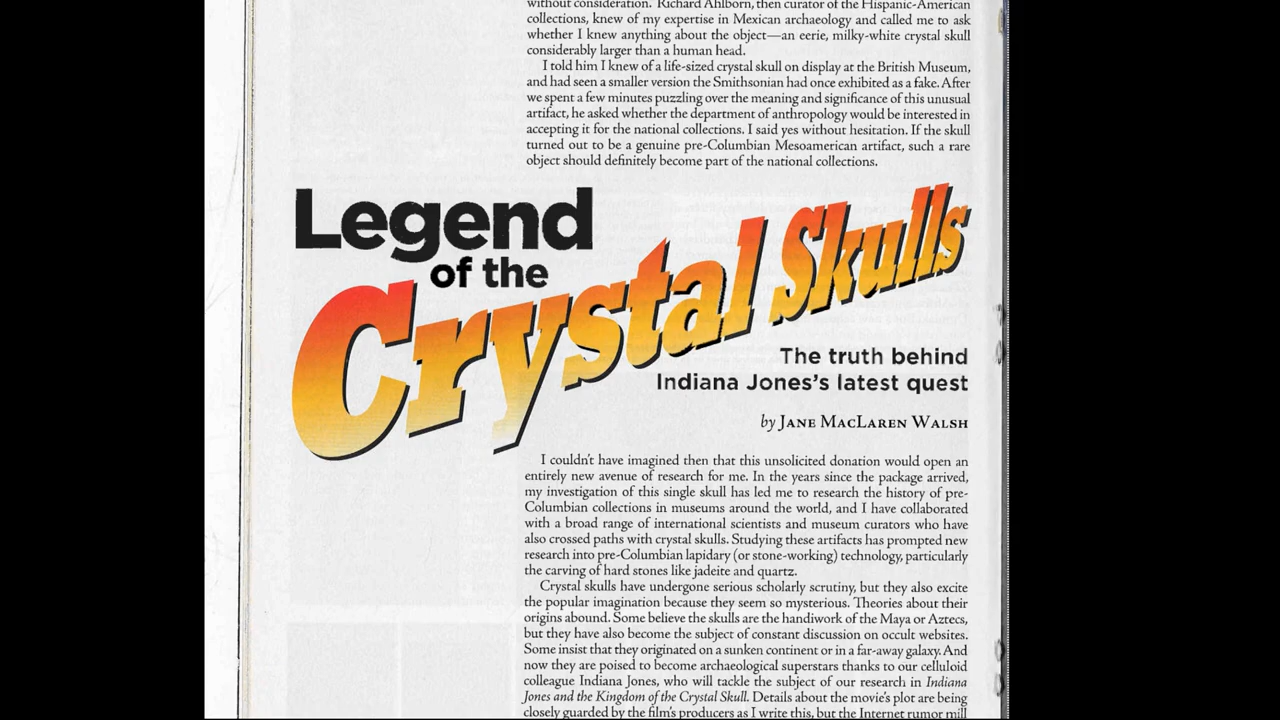 without consideration. Richard Ahlborn, then curator of the Hispanic-American
collections, knew of my expertise in Mexican archaeology and called me to ask
whether I knew anything about the object—an eerie, milky-white crystal skull
considerably larger than a human head.
I told him I knew of a life-sized crystal skull on display at the British Museum,
and had seen a smaller version the Smithsonian had once exhibited as a fake. After
we spent a few minutes puzzling over the meaning and significance of this unusual
artifact, he asked whether the department of anthropology would be interested in
accepting it for the national collections. I said yes without hesitation. If the skull
turned out to be a genuine pre-Columbian Mesoamerican artifact, such a rare
object should definitely become part of the national collections.
Legend
of the
Crystal Skulls
The truth behind
Indiana Jones's latest quest
by JANE MACLAREN WALSH
I couldn't have imagined then that this unsolicited donation would open an
entirely new avenue of research for me. In the years since the package arrived,
my investigation of this single skull has led me to research the history of pre-
Columbian collections in museums around the world, and I have collaborated
with a broad range of international scientists and museum curators who have
also crossed paths with crystal skulls. Studying these artifacts has prompted new
research into pre-Columbian lapidary (or stone-working) technology, particularly
the carving of hard stones like jadeite and quartz.
Crystal skulls have undergone serious scholarly scrutiny, but they also excite
the popular imagination because they seem so mysterious. Theories about their
origins abound. Some believe the skulls are the handiwork of the Maya or Aztecs,
but they have also become the subject of constant discussion on occult websites.
Some insist that they originated on a sunken continent or in a far-away galaxy. And
now they are poised to become archaeological superstars thanks to our celluloid
colleague Indiana Jones, who will tackle the subject of our research in Indiana
Jones and the Kingdom of the Crystal Skull. Details about the movie's plot are being
closely guarded by the film's producers as I write this, but the Internet rumor mill